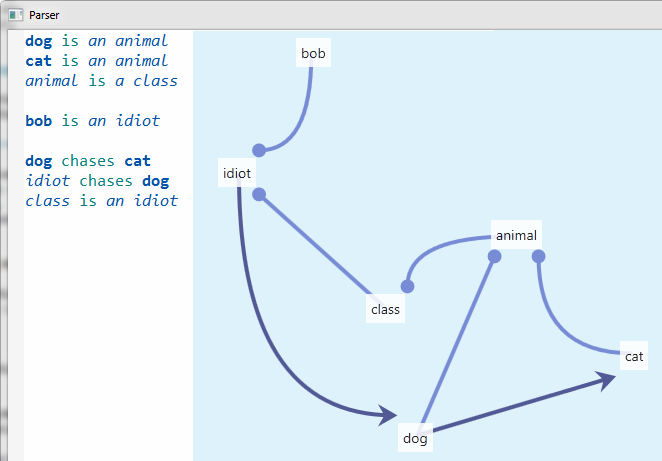 Parser
dog is an animal
cat is an animal
animal is a class
bob is an idiot
dog chases cat
idiot chases dog
class is an idiot
bob
idiot
animal
class
cat
dog